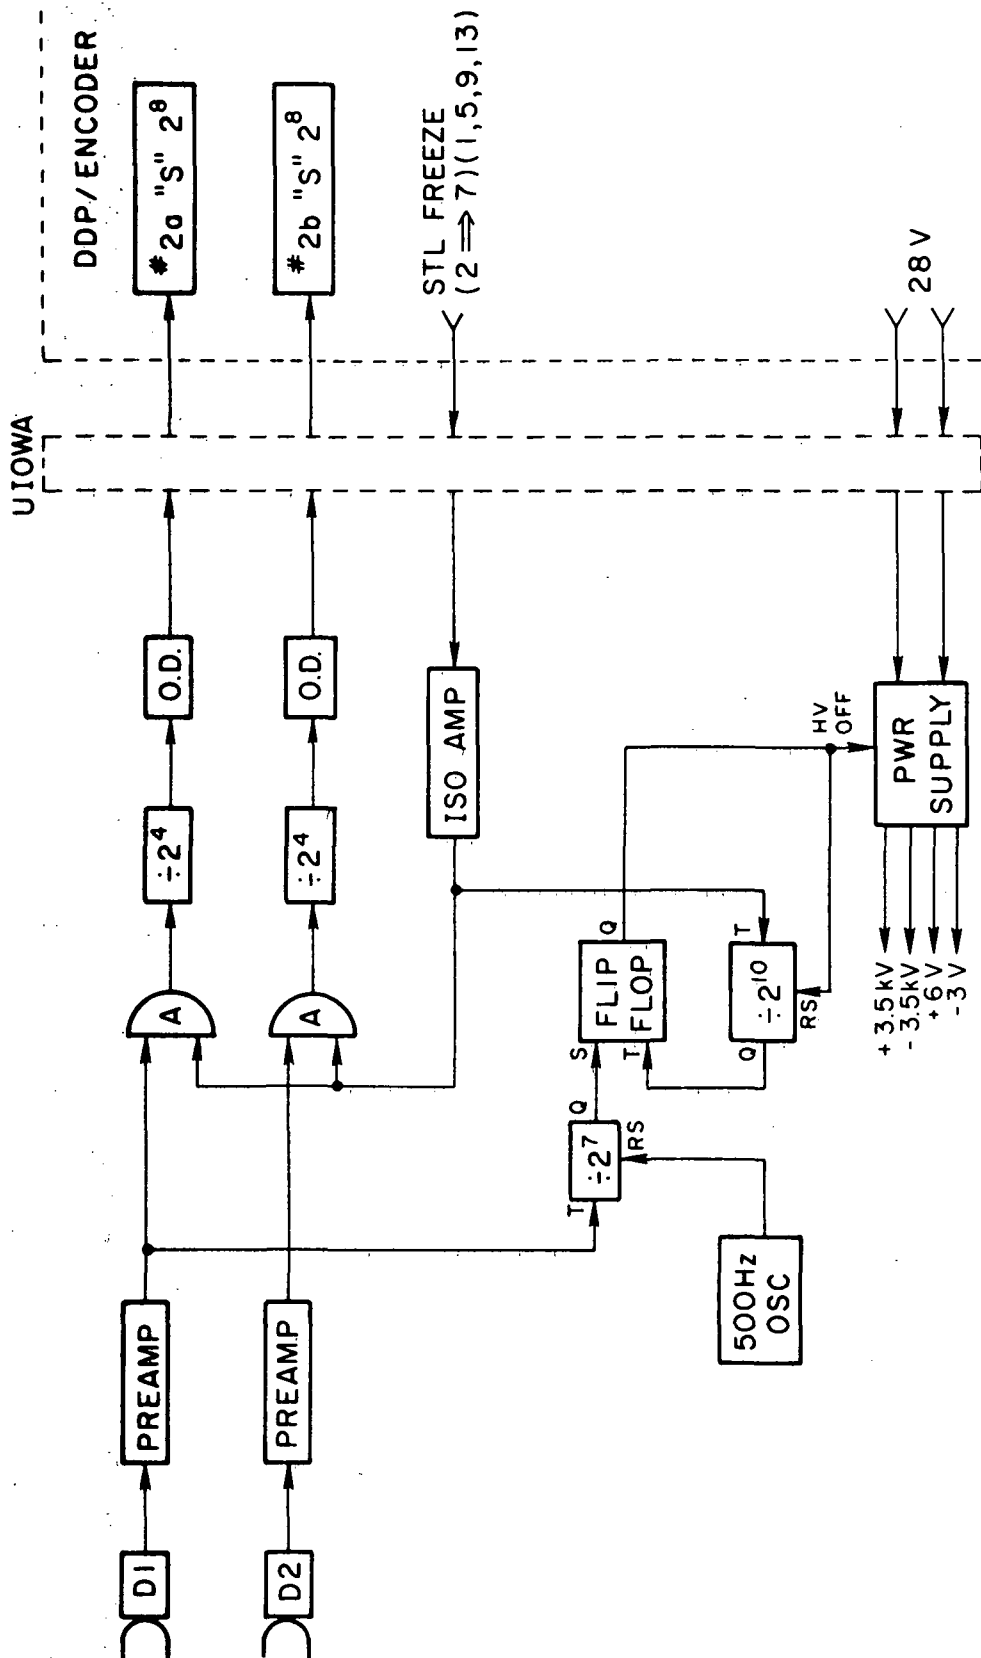 UIOWA
DDP/ENCODER
D1
PREAMP
A
÷2⁴
O.D.
#2a "S" 2⁸
D2
PREAMP
A
÷2⁴
O.D.
#2b "S" 2⁸
ISO AMP
STL FREEZE
(2⟹7)(1,5,9,13)
T
÷2⁷
Q
RS
S
T
FLIP
FLOP
Q
500Hz
OSC
Q
÷2¹⁰
T
RS
HV
OFF
PWR
SUPPLY
28V
+3.5kV
-3.5kV
+6V
-3V